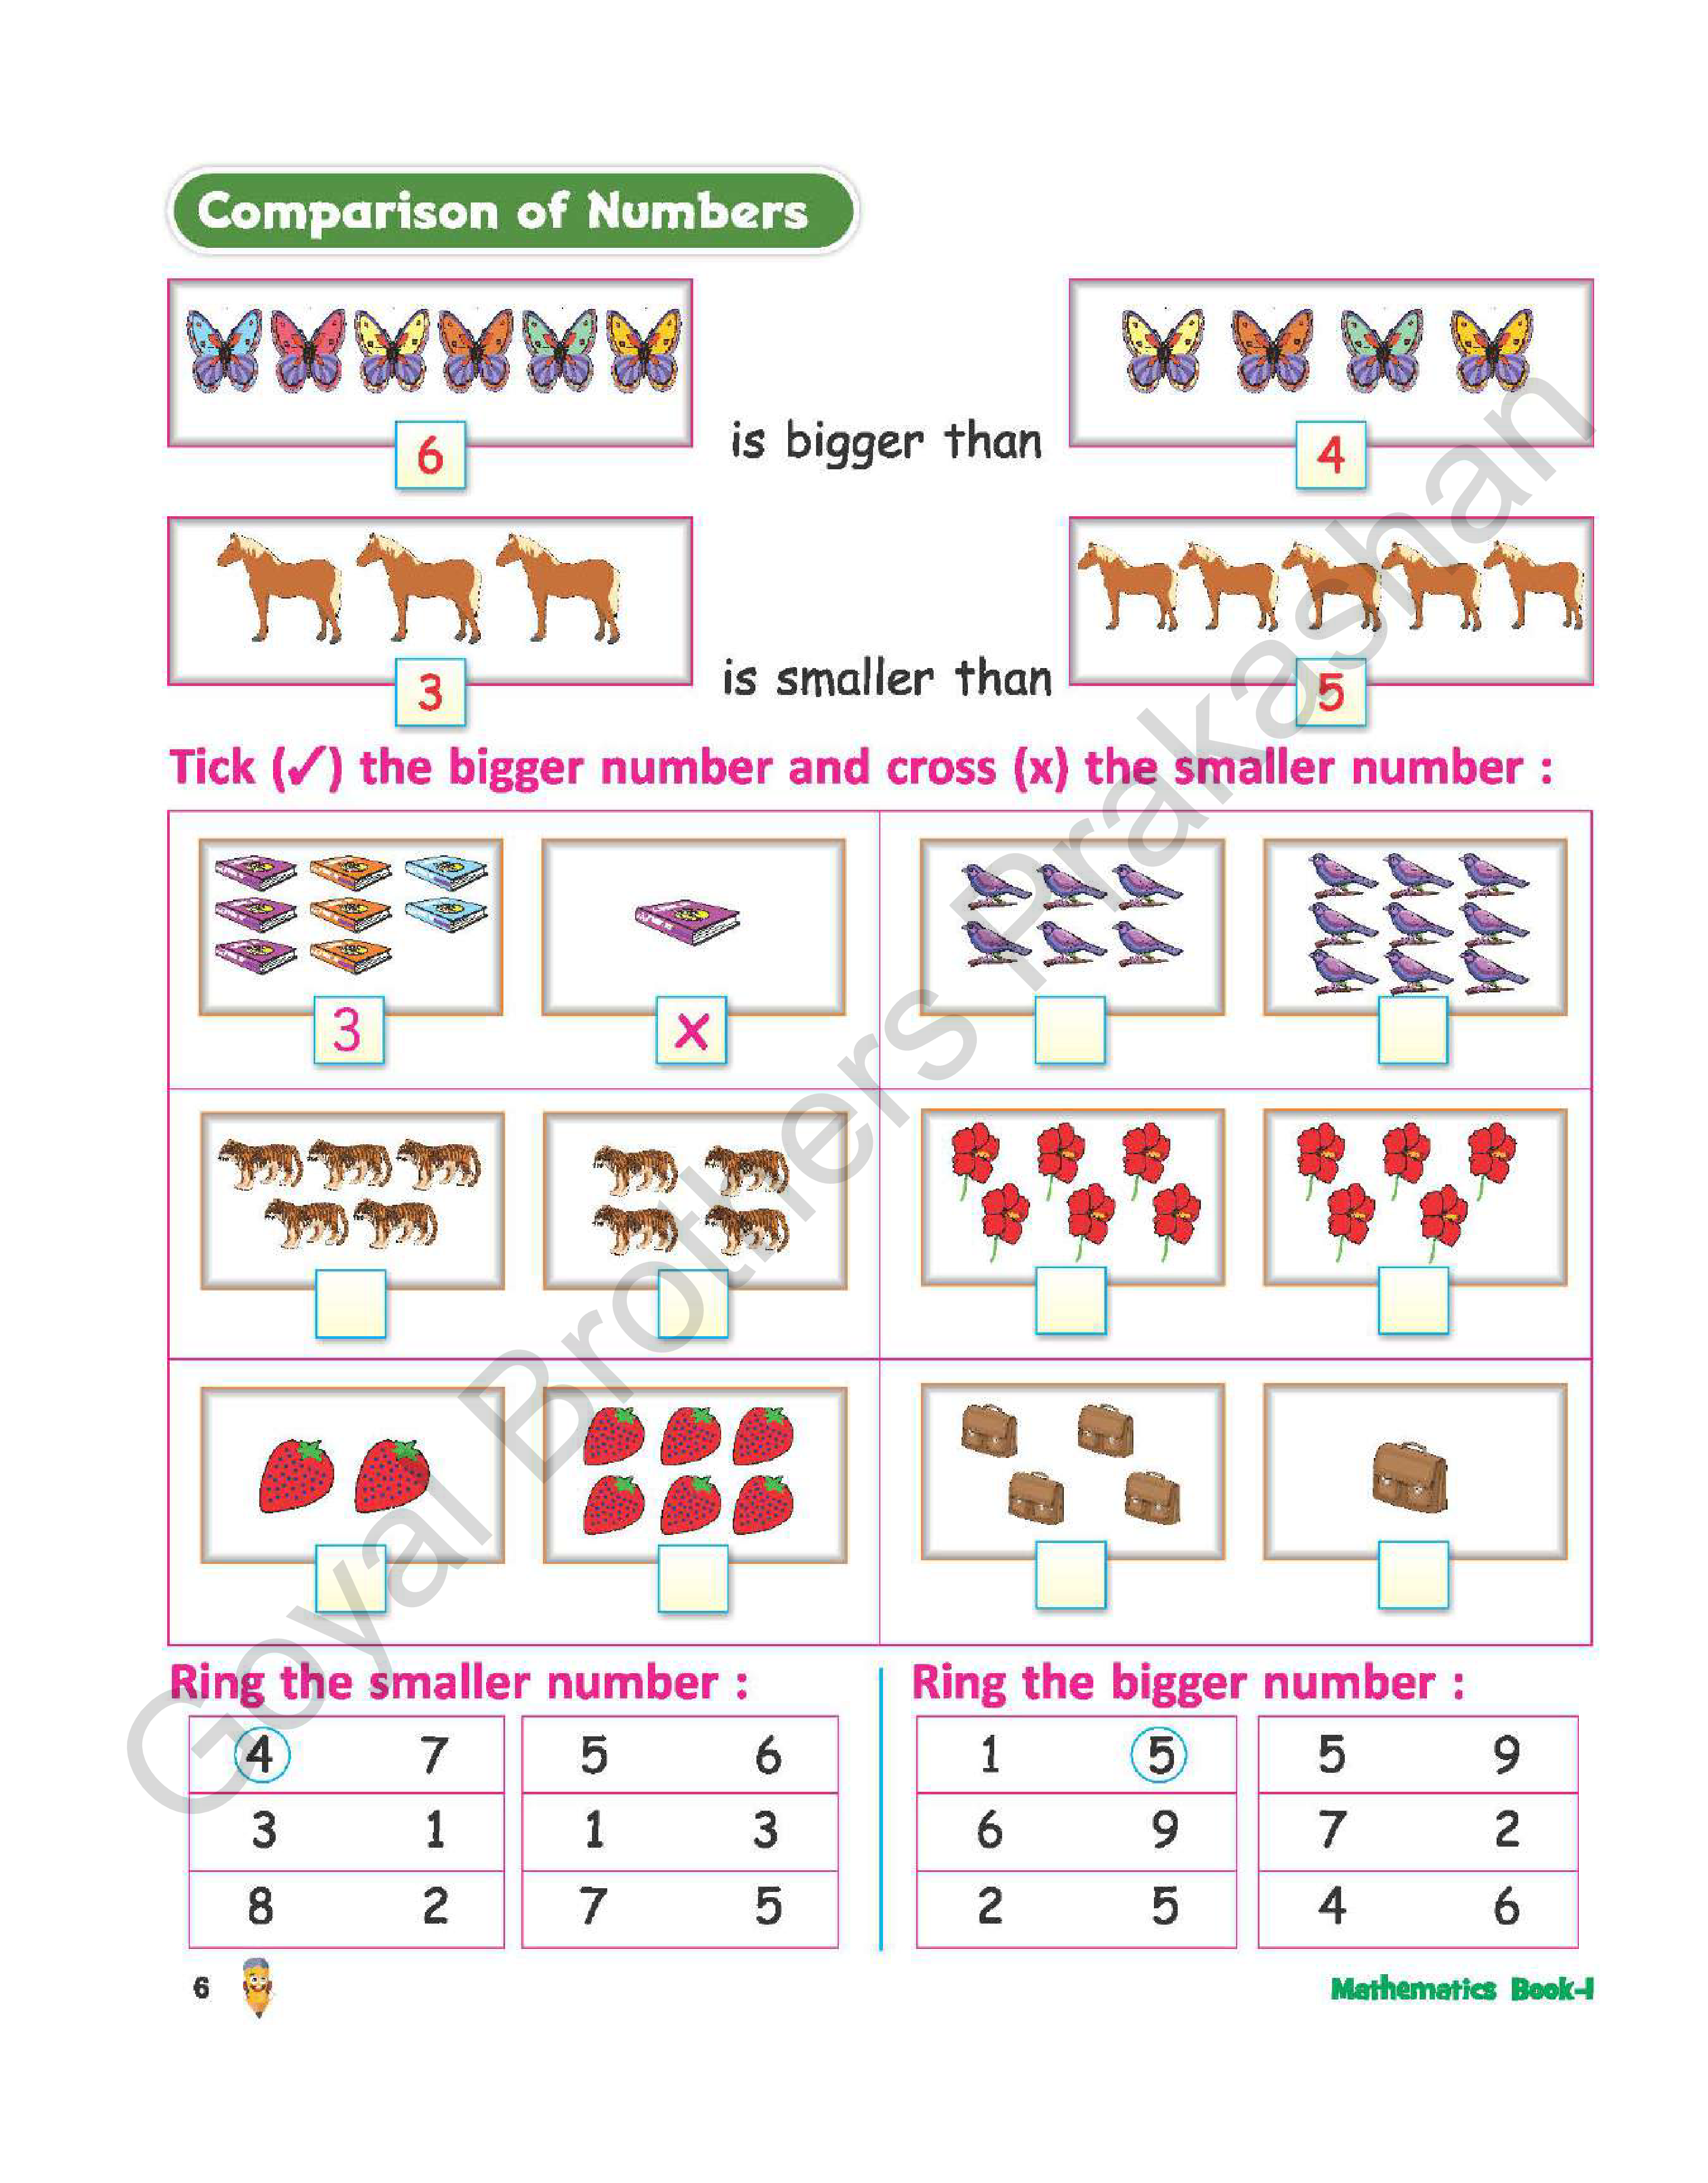 Comparison of Numbers
6 is bigger than 4
3 is smaller than 5
Tick (✓) the bigger number and cross (x) the smaller number :
3 x
Ring the smaller number :
4 7 5 6
3 1 1 3
8 2 7 5
Ring the bigger number :
1 5 5 9
6 9 7 2
2 5 4 6
6
Mathematics Book-I
Goyal Brothers Prakashan